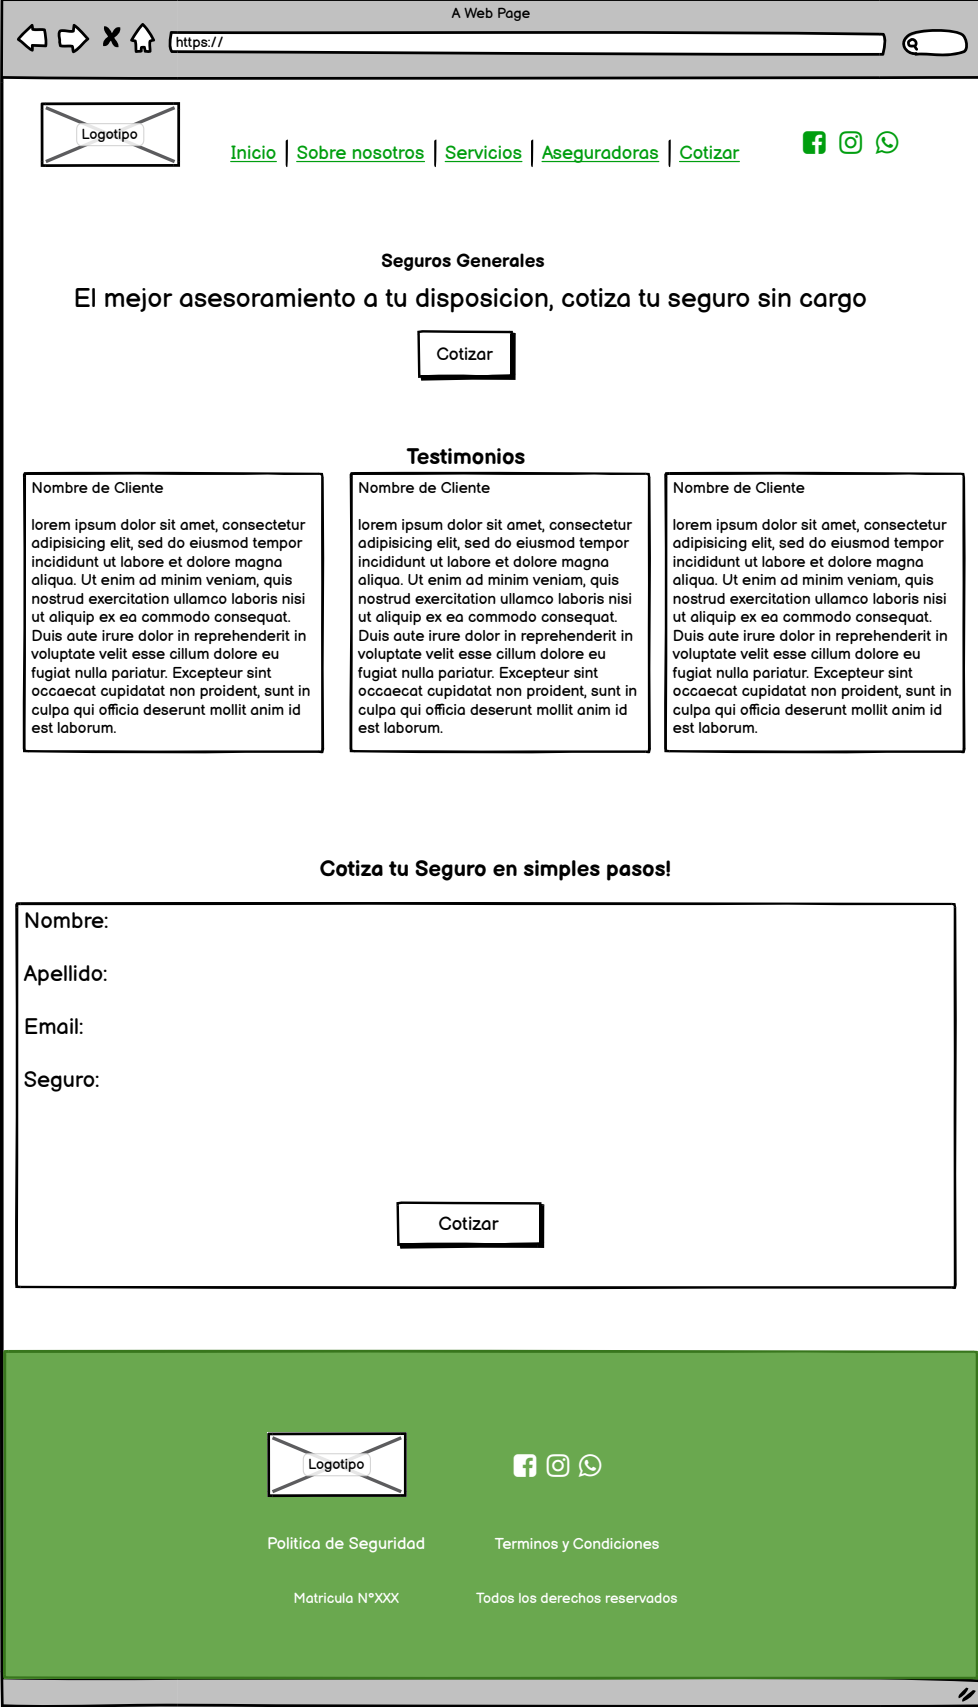 A Web Page
https://
Logotipo
Inicio | Sobre nosotros | Servicios | Aseguradoras | Cotizar
Seguros Generales
El mejor asesoramiento a tu disposicion, cotiza tu seguro sin cargo
Cotizar
Testimonios
Nombre de Cliente
lorem ipsum dolor sit amet, consectetur
adipisicing elit, sed do eiusmod tempor
incididunt ut labore et dolore magna
aliqua. Ut enim ad minim veniam, quis
nostrud exercitation ullamco laboris nisi
ut aliquip ex ea commodo consequat.
Duis aute irure dolor in reprehenderit in
voluptate velit esse cillum dolore eu
fugiat nulla pariatur. Excepteur sint
occaecat cupidatat non proident, sunt in
culpa qui officia deserunt mollit anim id
est laborum.
Nombre de Cliente
lorem ipsum dolor sit amet, consectetur
adipisicing elit, sed do eiusmod tempor
incididunt ut labore et dolore magna
aliqua. Ut enim ad minim veniam, quis
nostrud exercitation ullamco laboris nisi
ut aliquip ex ea commodo consequat.
Duis aute irure dolor in reprehenderit in
voluptate velit esse cillum dolore eu
fugiat nulla pariatur. Excepteur sint
occaecat cupidatat non proident, sunt in
culpa qui officia deserunt mollit anim id
est laborum.
Nombre de Cliente
lorem ipsum dolor sit amet, consectetur
adipisicing elit, sed do eiusmod tempor
incididunt ut labore et dolore magna
aliqua. Ut enim ad minim veniam, quis
nostrud exercitation ullamco laboris nisi
ut aliquip ex ea commodo consequat.
Duis aute irure dolor in reprehenderit in
voluptate velit esse cillum dolore eu
fugiat nulla pariatur. Excepteur sint
occaecat cupidatat non proident, sunt in
culpa qui officia deserunt mollit anim id
est laborum.
Cotiza tu Seguro en simples pasos!
Nombre:
Apellido:
Email:
Seguro:
Cotizar
Logotipo
Politica de Seguridad
Terminos y Condiciones
Matricula N°XXX
Todos los derechos reservados